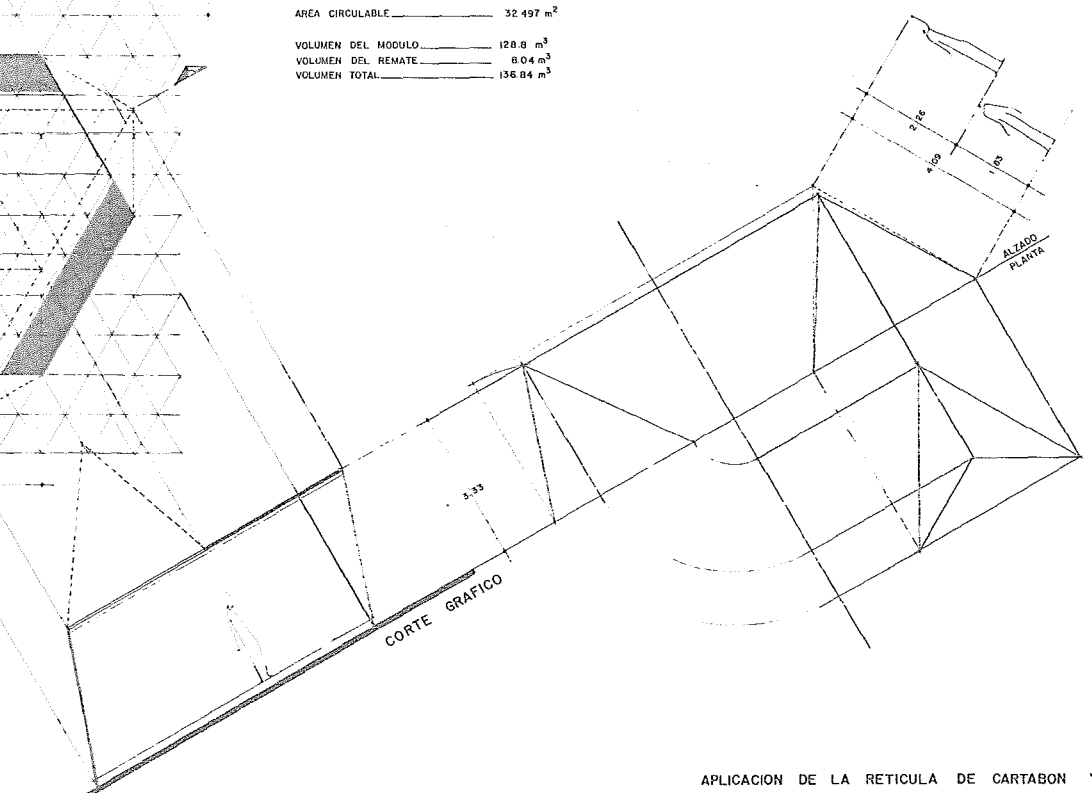 AREA CIRCULABLE 32.497 m²
VOLUMEN DEL MODULO 128.8 m³
VOLUMEN DEL REMATE 8.04 m³
VOLUMEN TOTAL 136.84 m³
2.26
4.09
1.83
ALZADO
PLANTA
3.33
CORTE GRAFICO
APLICACION DE LA RETICULA DE CARTABON